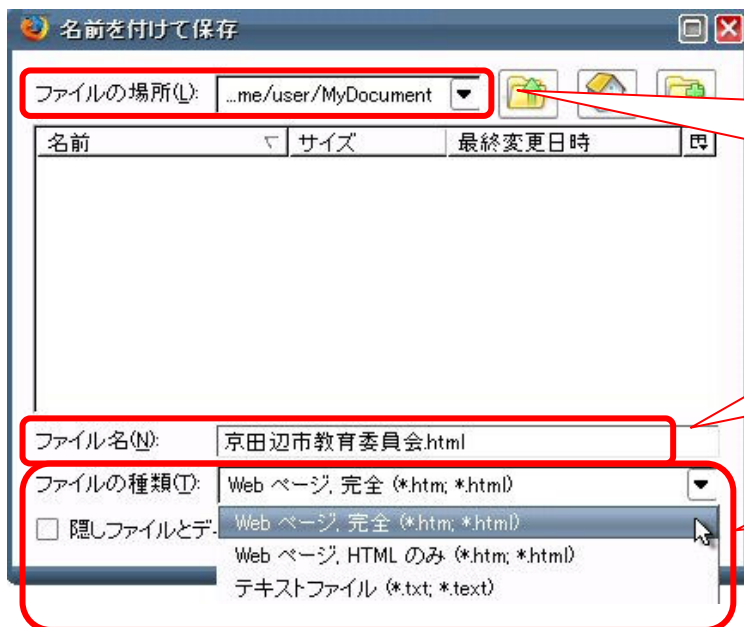 名前を付けて保存
ファイルの場所(L): ...me/user/MyDocument
名前 サイズ 最終変更日時
ファイル名(N): 京田辺市教育委員会.html
ファイルの種類(T): Web ページ, 完全 (*.htm; *.html)
隠しファイルとデ
Web ページ, 完全 (*.htm; *.html)
Web ページ, HTML のみ (*.htm; *.html)
テキストファイル (*.txt; *.text)